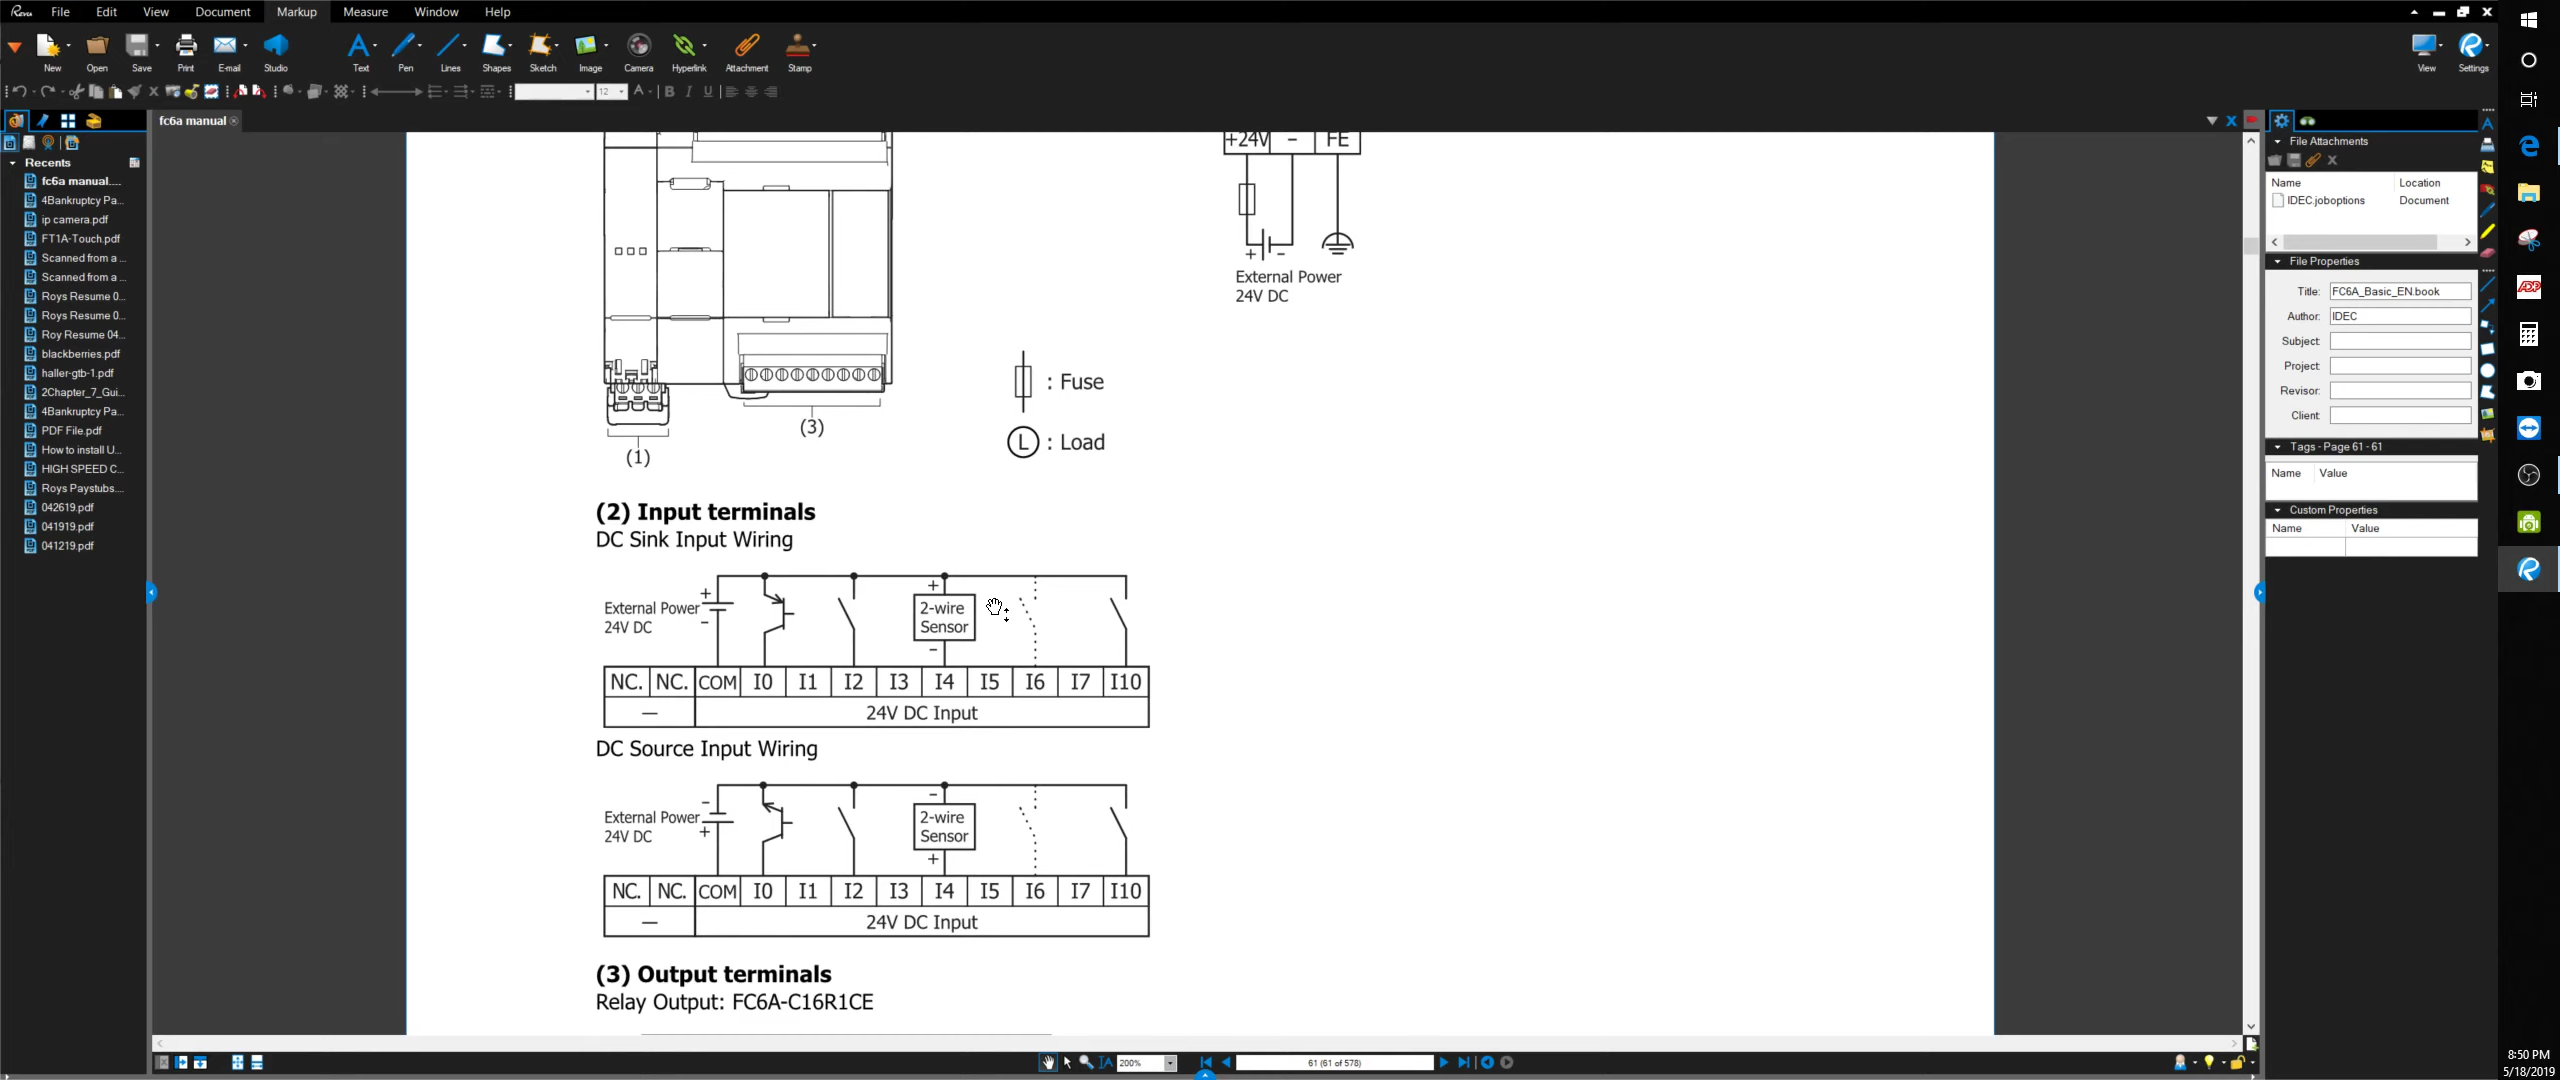 Revu File Edit View Document Markup Measure Window Help
New Open Save Print E-mail Studio Text Pen Lines Shapes Sketch Image Camera Hyperlink Attachment Stamp View Settings
12 A B I U
fc6a manual
Recents
fc6a manual....
4Bankruptcy Pa...
ip camera.pdf
FT1A-Touch.pdf
Scanned from a ...
Scanned from a ...
Roys Resume 0...
Roys Resume 0...
Roy Resume 04...
blackberries.pdf
haller-gtb-1.pdf
2Chapter_7_Gui...
4Bankruptcy Pa...
PDF File.pdf
How to install U...
HIGH SPEED C...
Roys Paystubs....
042619.pdf
041919.pdf
041219.pdf
+24V − FE
+ −
External Power
24V DC
: Fuse
L : Load
(3)
(1)
(2) Input terminals
DC Sink Input Wiring
External Power
24V DC
+
-
+
2-wire
Sensor
-
NC. NC. COM I0 I1 I2 I3 I4 I5 I6 I7 I10
— 24V DC Input
DC Source Input Wiring
External Power
24V DC
-
+
-
2-wire
Sensor
+
NC. NC. COM I0 I1 I2 I3 I4 I5 I6 I7 I10
— 24V DC Input
(3) Output terminals
Relay Output: FC6A-C16R1CE
200% 61 (61 of 578)
File Attachments
Name Location
IDEC.joboptions Document
File Properties
Title: FC6A_Basic_EN.book
Author: IDEC
Subject:
Project:
Revisor:
Client:
Tags - Page 61 - 61
Name Value
Custom Properties
Name Value
ADP
8:50 PM
5/18/2019